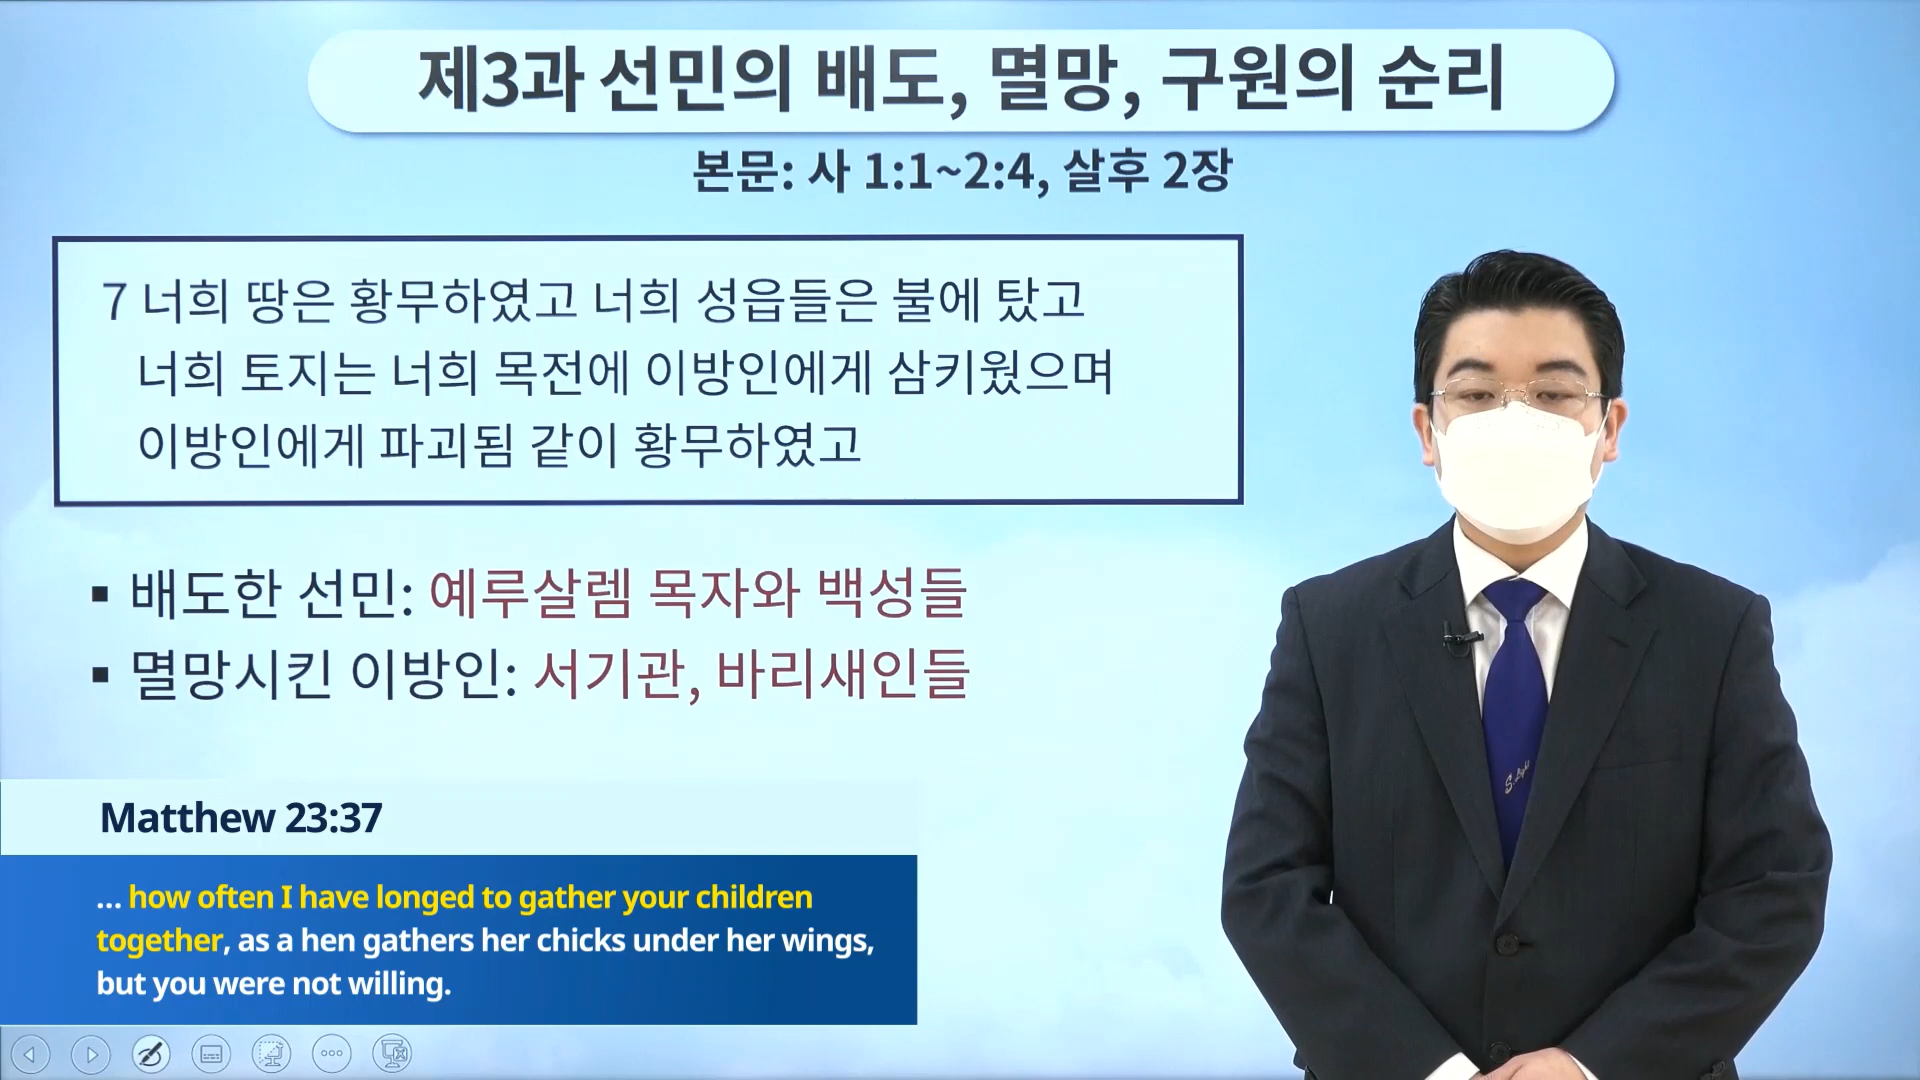 제3과 선민의 배도, 멸망, 구원의 순리
본문: 사 1:1~2:4, 살후 2장
7 너희 땅은 황무하였고 너희 성읍들은 불에 탔고
너희 토지는 너희 목전에 이방인에게 삼키웠으며
이방인에게 파괴됨 같이 황무하였고
▪ 배도한 선민: 예루살렘 목자와 백성들
▪ 멸망시킨 이방인: 서기관, 바리새인들
Matthew 23:37
... how often I have longed to gather your children
together, as a hen gathers her chicks under her wings,
but you were not willing.
S. Light